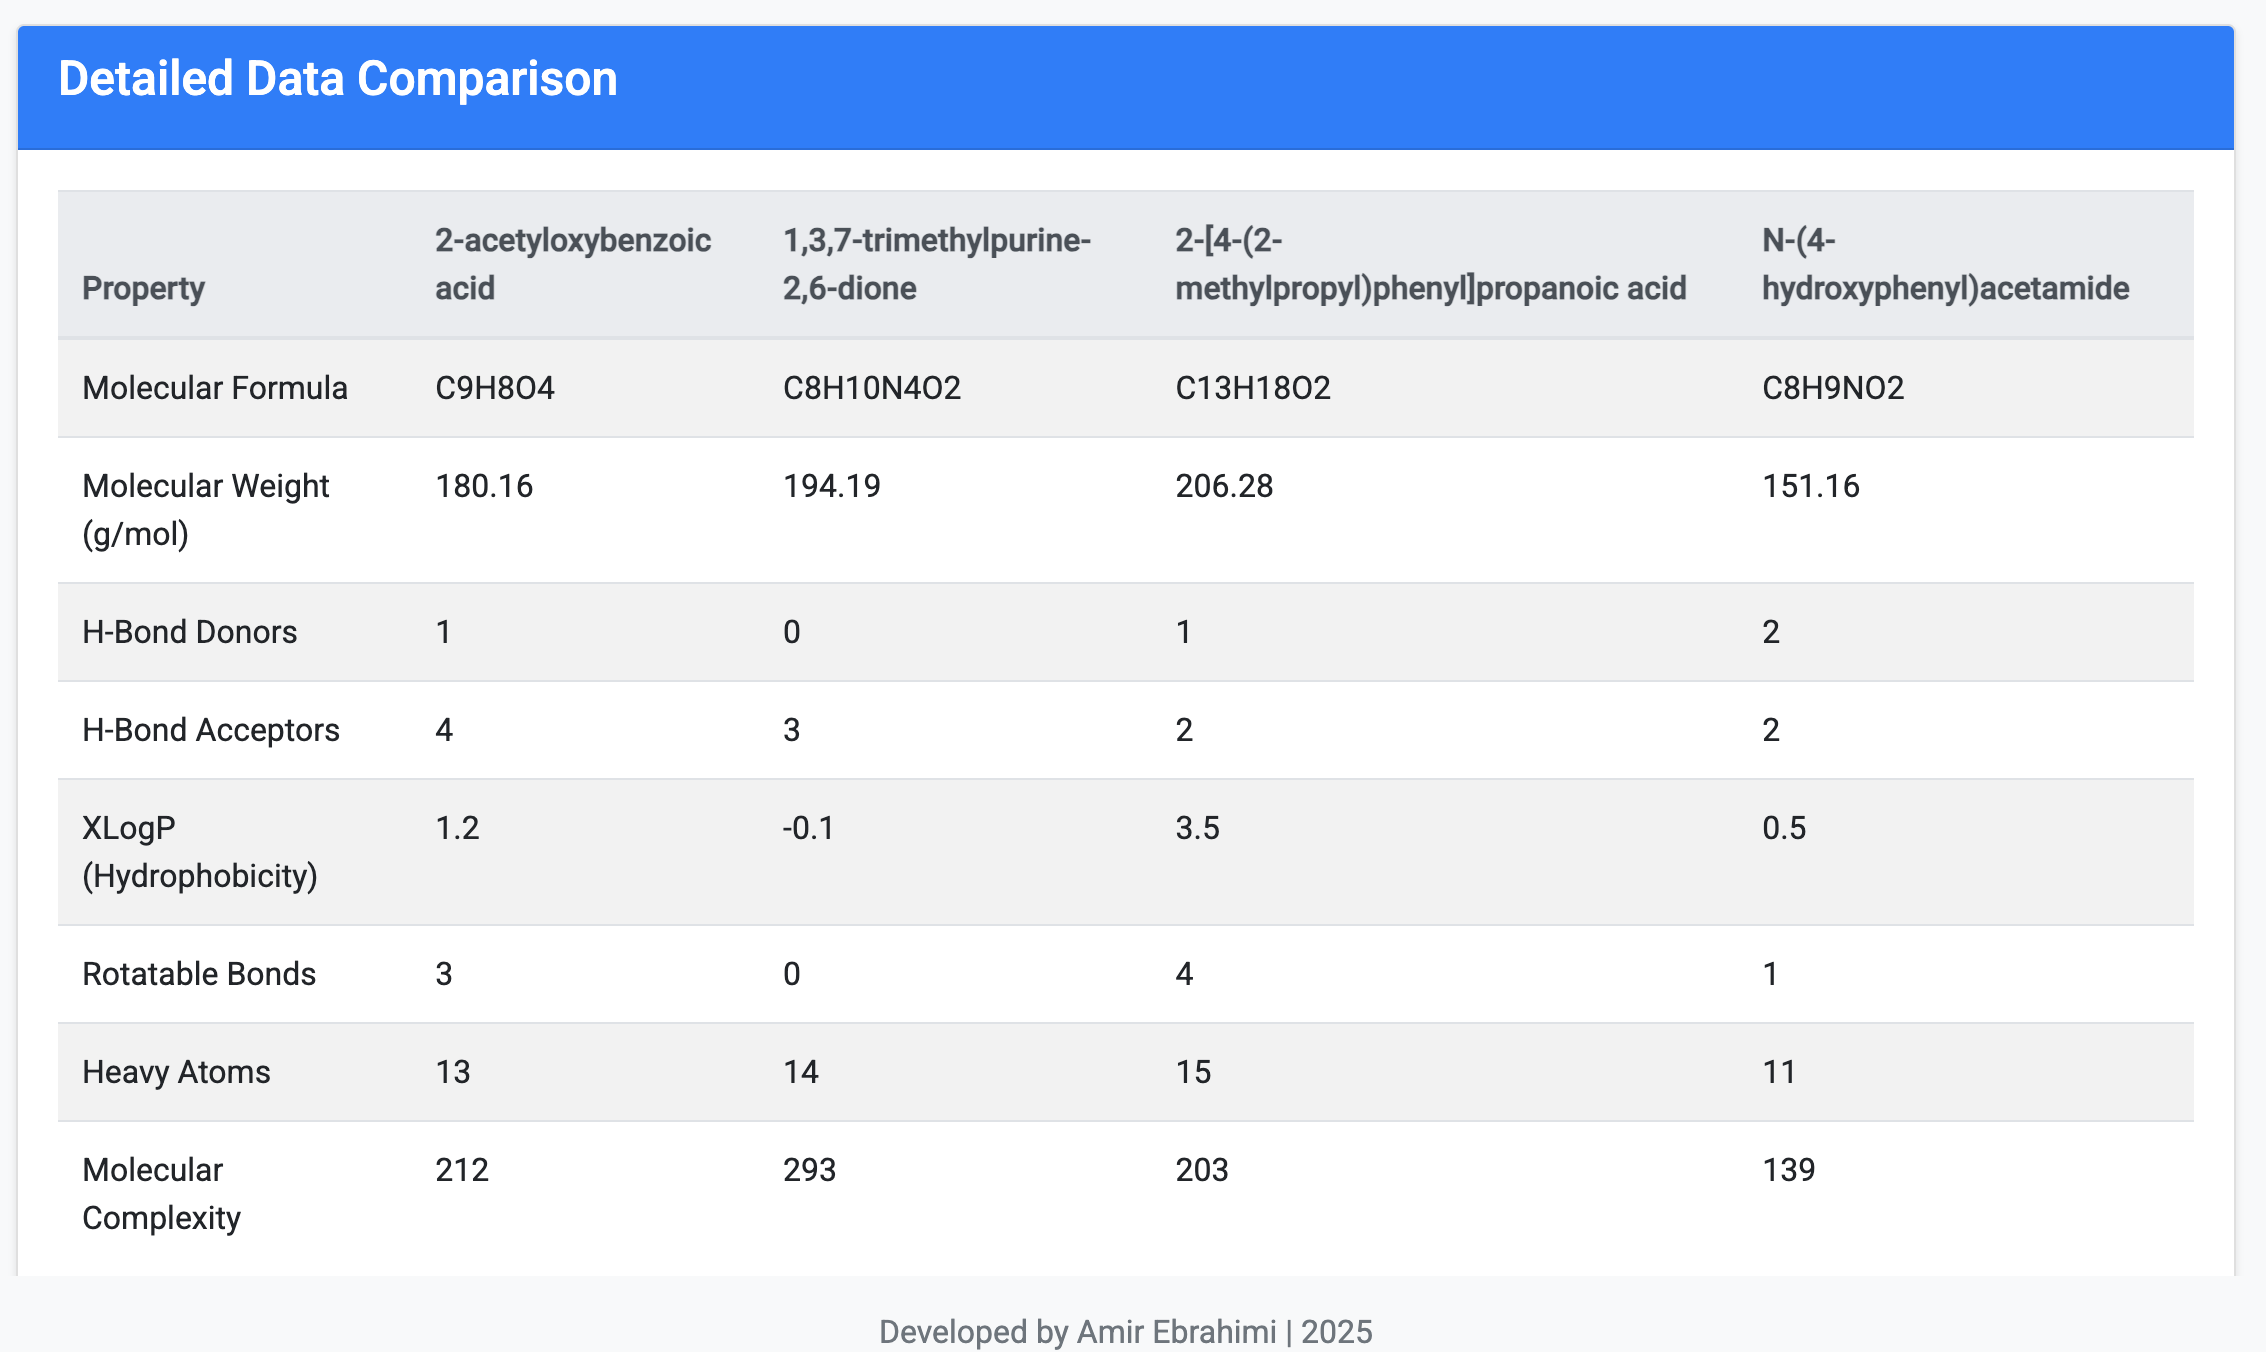 Detailed Data Comparison
Property
2-acetyloxybenzoic
acid
1,3,7-trimethylpurine-
2,6-dione
2-[4-(2-
methylpropyl)phenyl]propanoic acid
N-(4-
hydroxyphenyl)acetamide
Molecular Formula C9H8O4 C8H10N4O2 C13H18O2 C8H9NO2
Molecular Weight
(g/mol)
180.16 194.19 206.28 151.16
H-Bond Donors 1 0 1 2
H-Bond Acceptors 4 3 2 2
XLogP
(Hydrophobicity)
1.2 -0.1 3.5 0.5
Rotatable Bonds 3 0 4 1
Heavy Atoms 13 14 15 11
Molecular
Complexity
212 293 203 139
Developed by Amir Ebrahimi | 2025